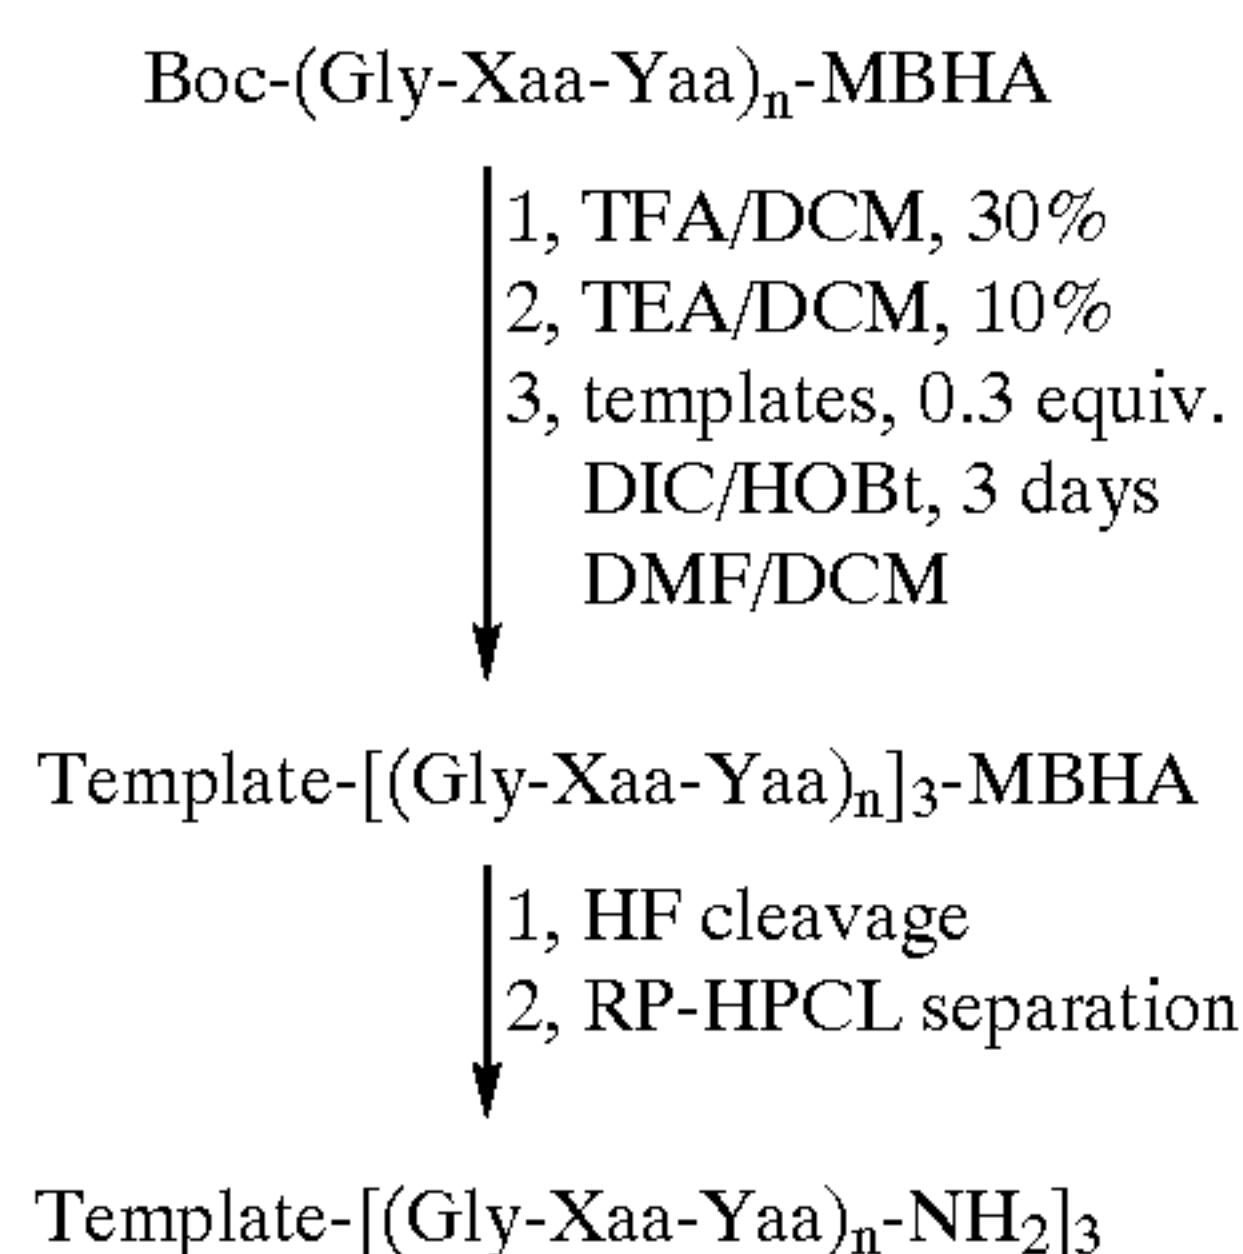 Boc-(Gly-Xaa-Yaa)n-MBHA
1, TFA/DCM, 30%
2, TEA/DCM, 10%
3, templates, 0.3 equiv.
DIC/HOBt, 3 days
DMF/DCM
Template-[(Gly-Xaa-Yaa)n]3-MBHA
1, HF cleavage
2, RP-HPCL separation
Template-[(Gly-Xaa-Yaa)n-NH2]3